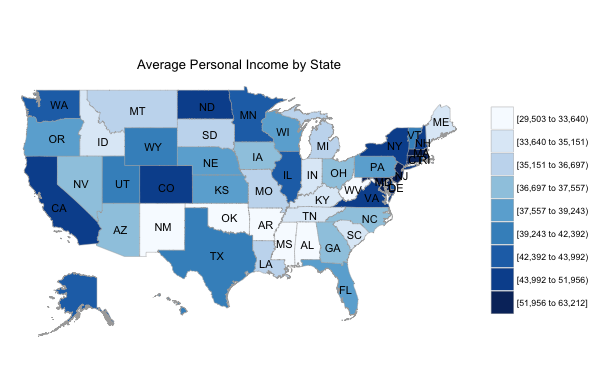 Average Personal Income by State
WA
MT
ND
MN
ME
OR
ID
SD
WI
MI
VT
NH
NY
MA
CT
RI
WY
NE
IA
PA
NJ
NV
UT
CO
KS
IL
IN
OH
MD
DE
WV
VA
CA
MO
KY
AZ
NM
OK
AR
TN
NC
SC
TX
LA
MS
AL
GA
FL
[29,503 to 33,640)
[33,640 to 35,151)
[35,151 to 36,697)
[36,697 to 37,557)
[37,557 to 39,243)
[39,243 to 42,392)
[42,392 to 43,992)
[43,992 to 51,956)
[51,956 to 63,212]